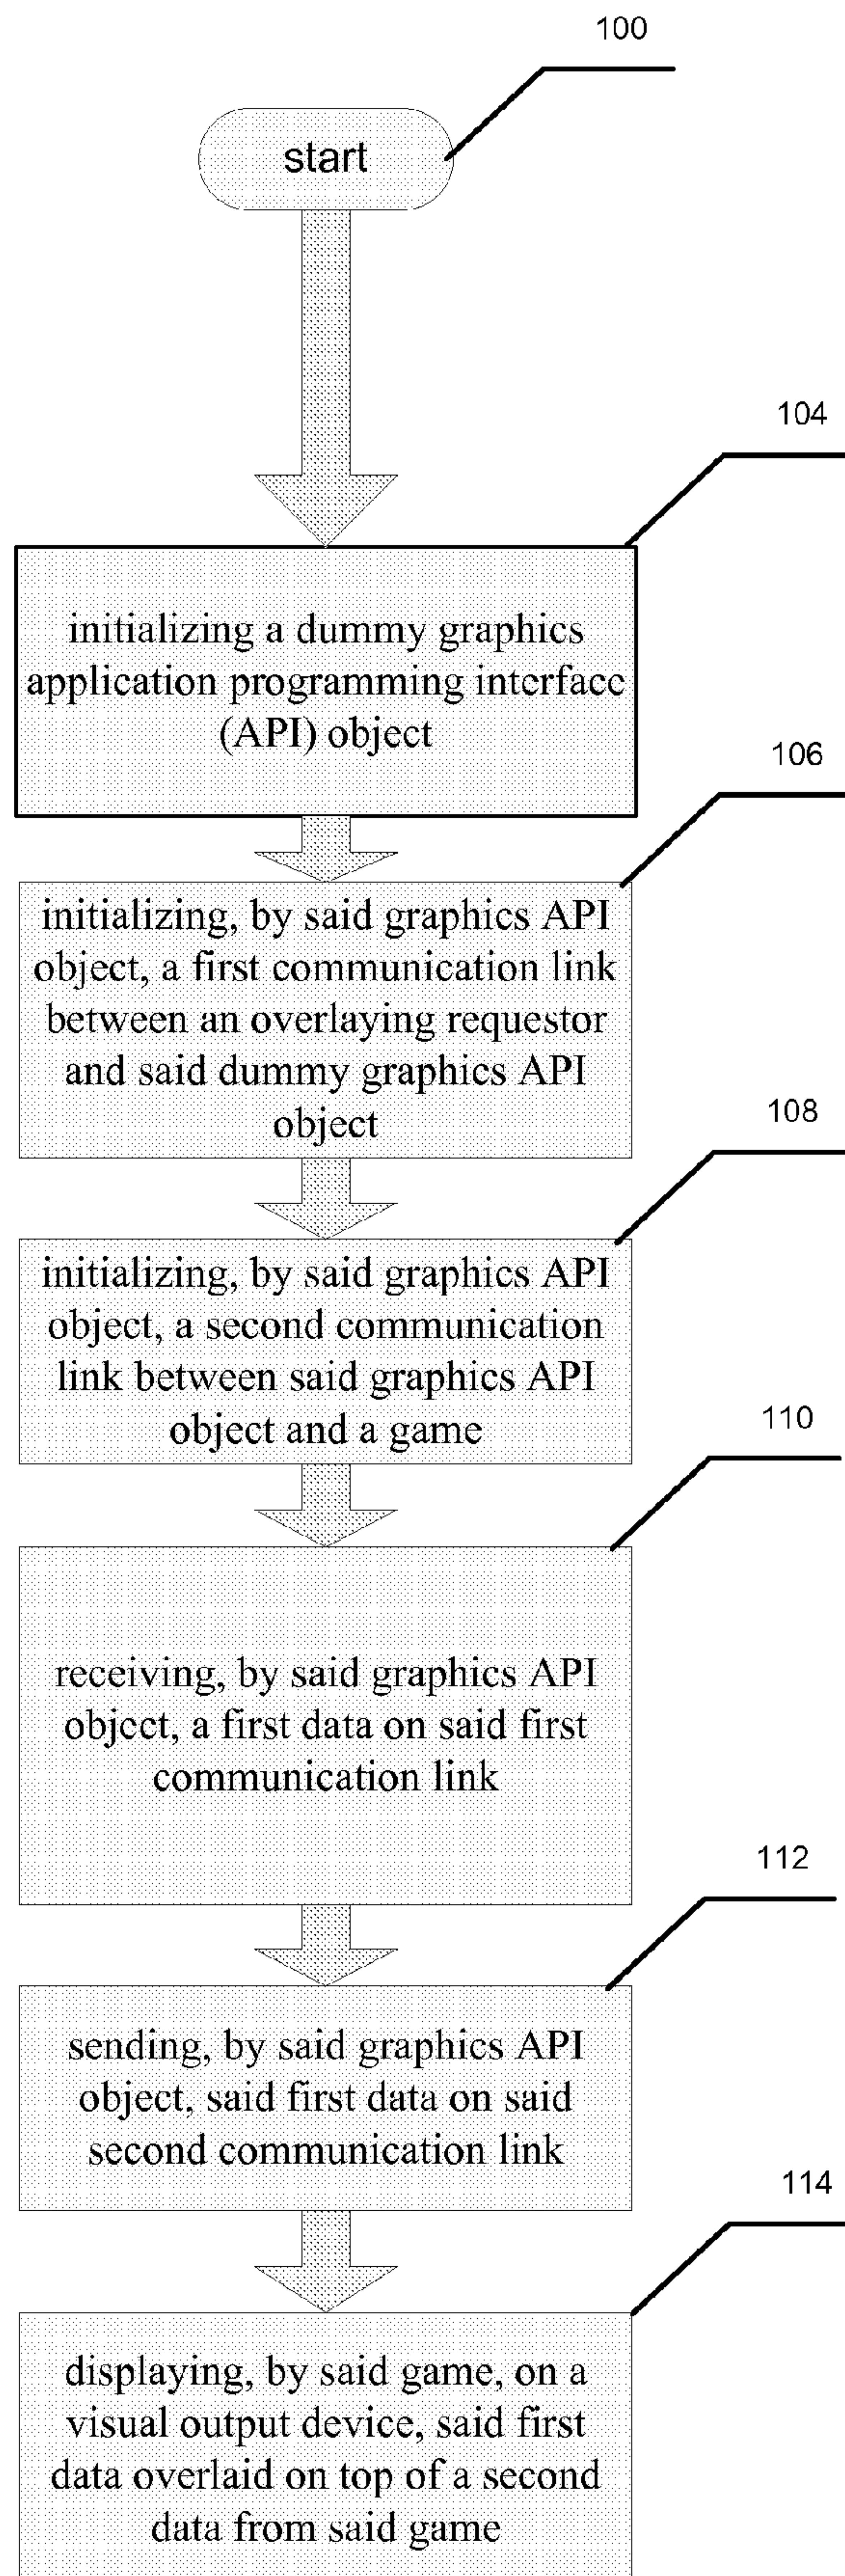 100
start
104
initializing a dummy graphics
application programming interface
(API) object
106
initializing, by said graphics API
object, a first communication link
between an overlaying requestor
and said dummy graphics API
object
108
initializing, by said graphics API
object, a second communication
link between said graphics API
object and a game
110
receiving, by said graphics API
object, a first data on said first
communication link
112
sending, by said graphics API
object, said first data on said
second communication link
114
displaying, by said game, on a
visual output device, said first
data overlaid on top of a second
data from said game